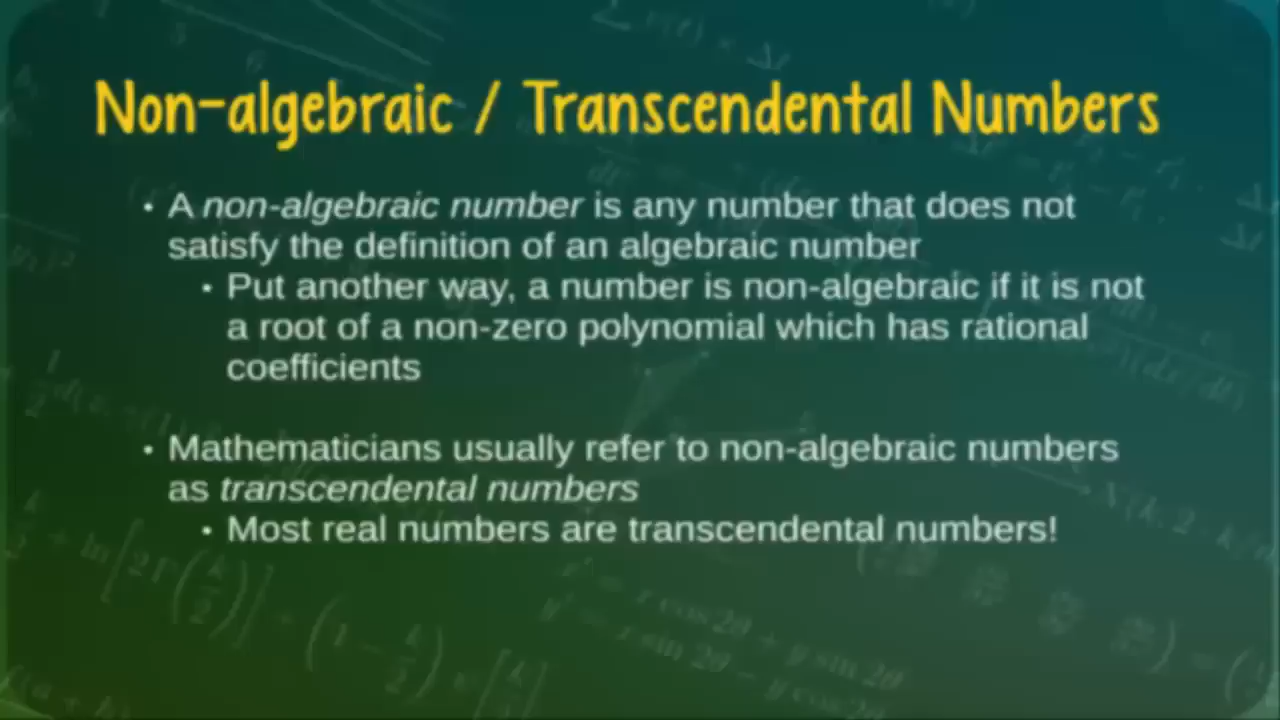 Non-algebraic / Transcendental Numbers
• A non-algebraic number is any number that does not
satisfy the definition of an algebraic number
• Put another way, a number is non-algebraic if it is not
a root of a non-zero polynomial which has rational
coefficients
• Mathematicians usually refer to non-algebraic numbers
as transcendental numbers
• Most real numbers are transcendental numbers!